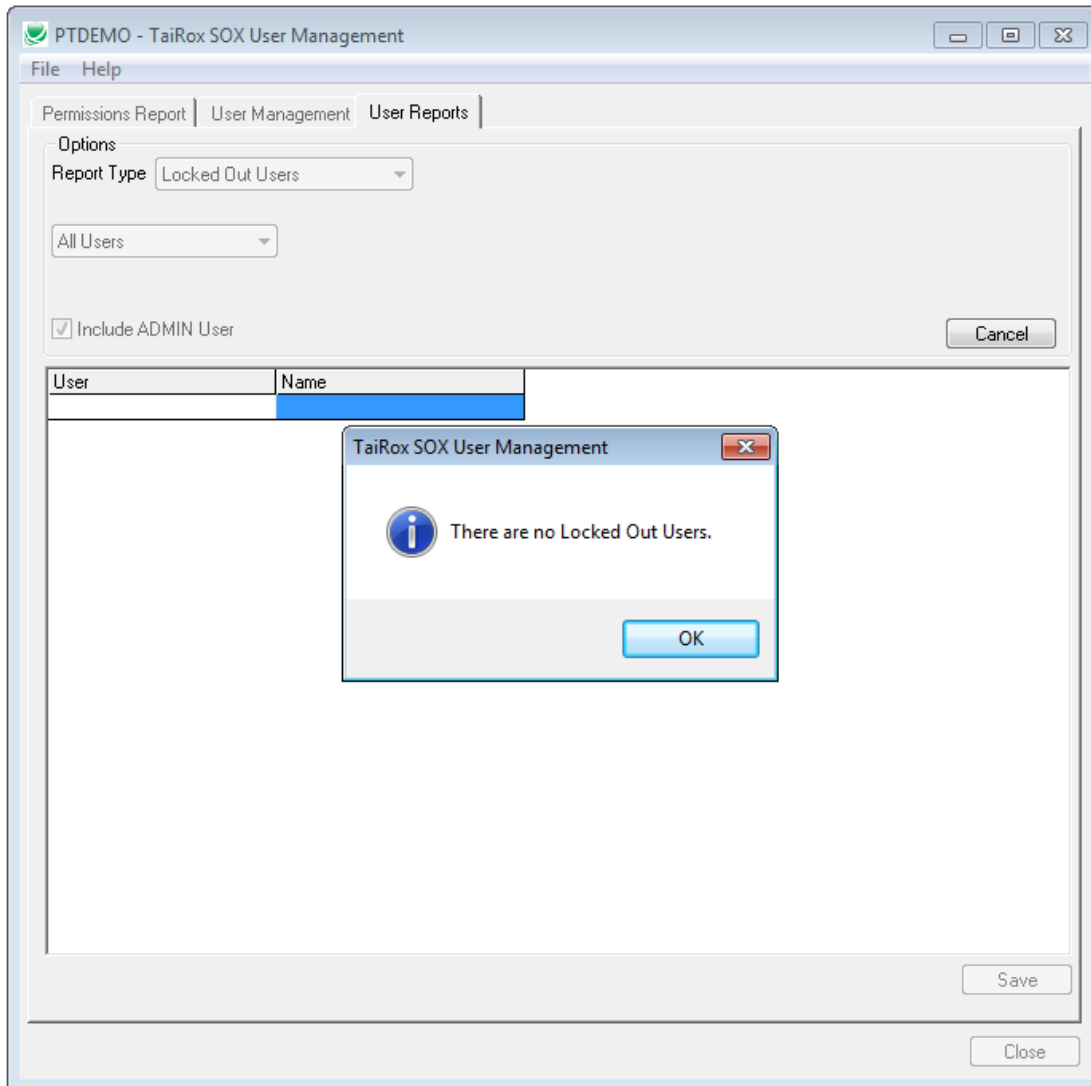 PTDEMO - TaiRox SOX User Management
File Help
Permissions Report User Management User Reports
Options
Report Type Locked Out Users
All Users
Include ADMIN User
Cancel
User Name
TaiRox SOX User Management
There are no Locked Out Users.
OK
Save
Close